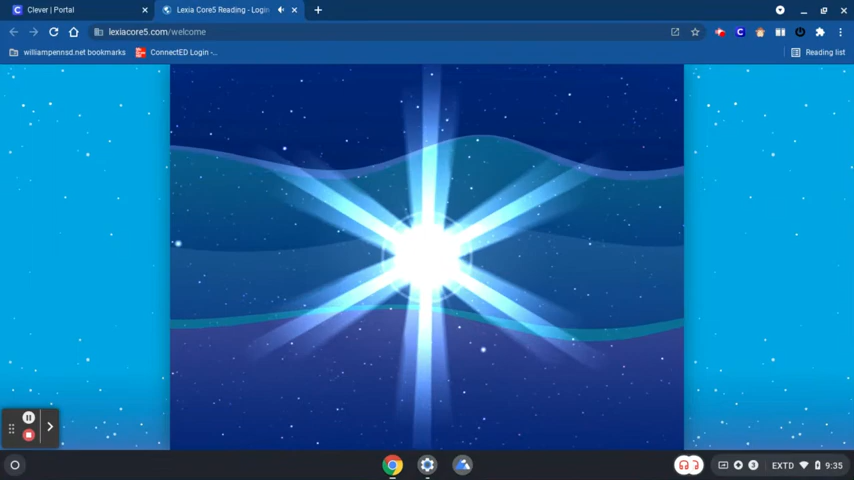 Clever | Portal
Lexia Core5 Reading - Login
lexiacore5.com/welcome
williampennsd.net bookmarks
ConnectED Login -...
Reading list
3
EXTD
9:35